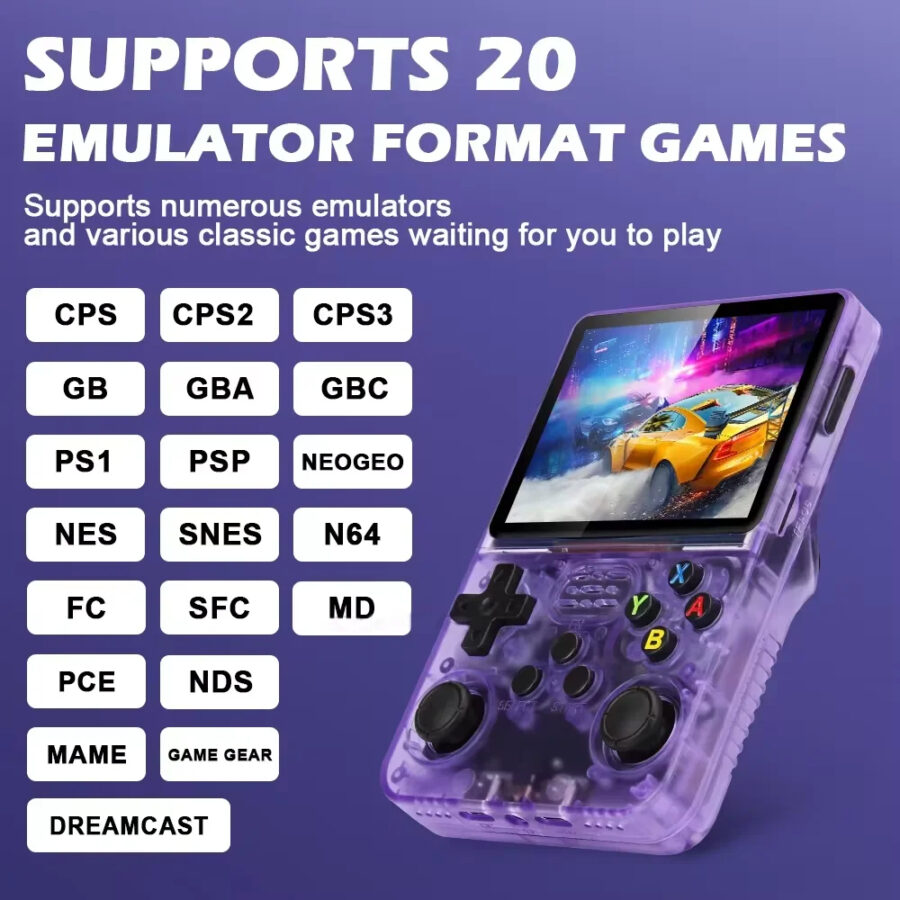 SUPPORTS 20
EMULATOR FORMAT GAMES
Supports numerous emulators
and various classic games waiting for you to play
CPS CPS2 CPS3
GB GBA GBC
PS1 PSP NEOGEO
NES SNES N64
FC SFC MD
PCE NDS
MAME GAME GEAR
DREAMCAST
X
Y A
B